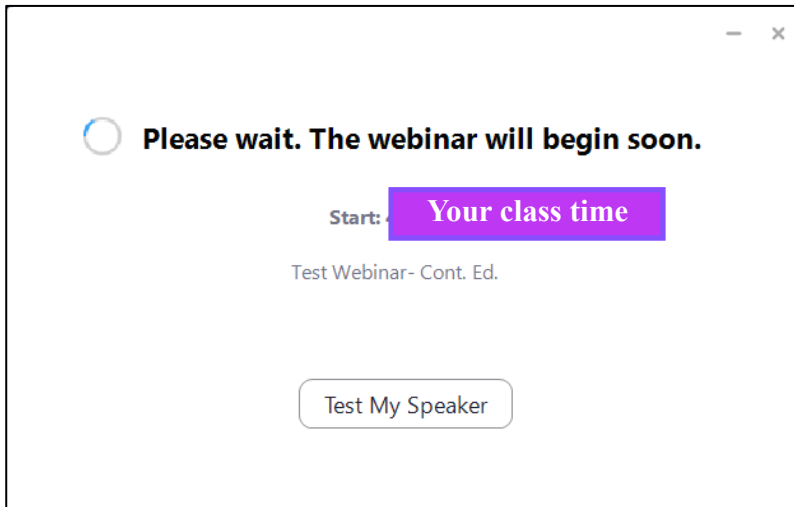 Please wait. The webinar will begin soon.
Start: Your class time
Test Webinar- Cont. Ed.
Test My Speaker